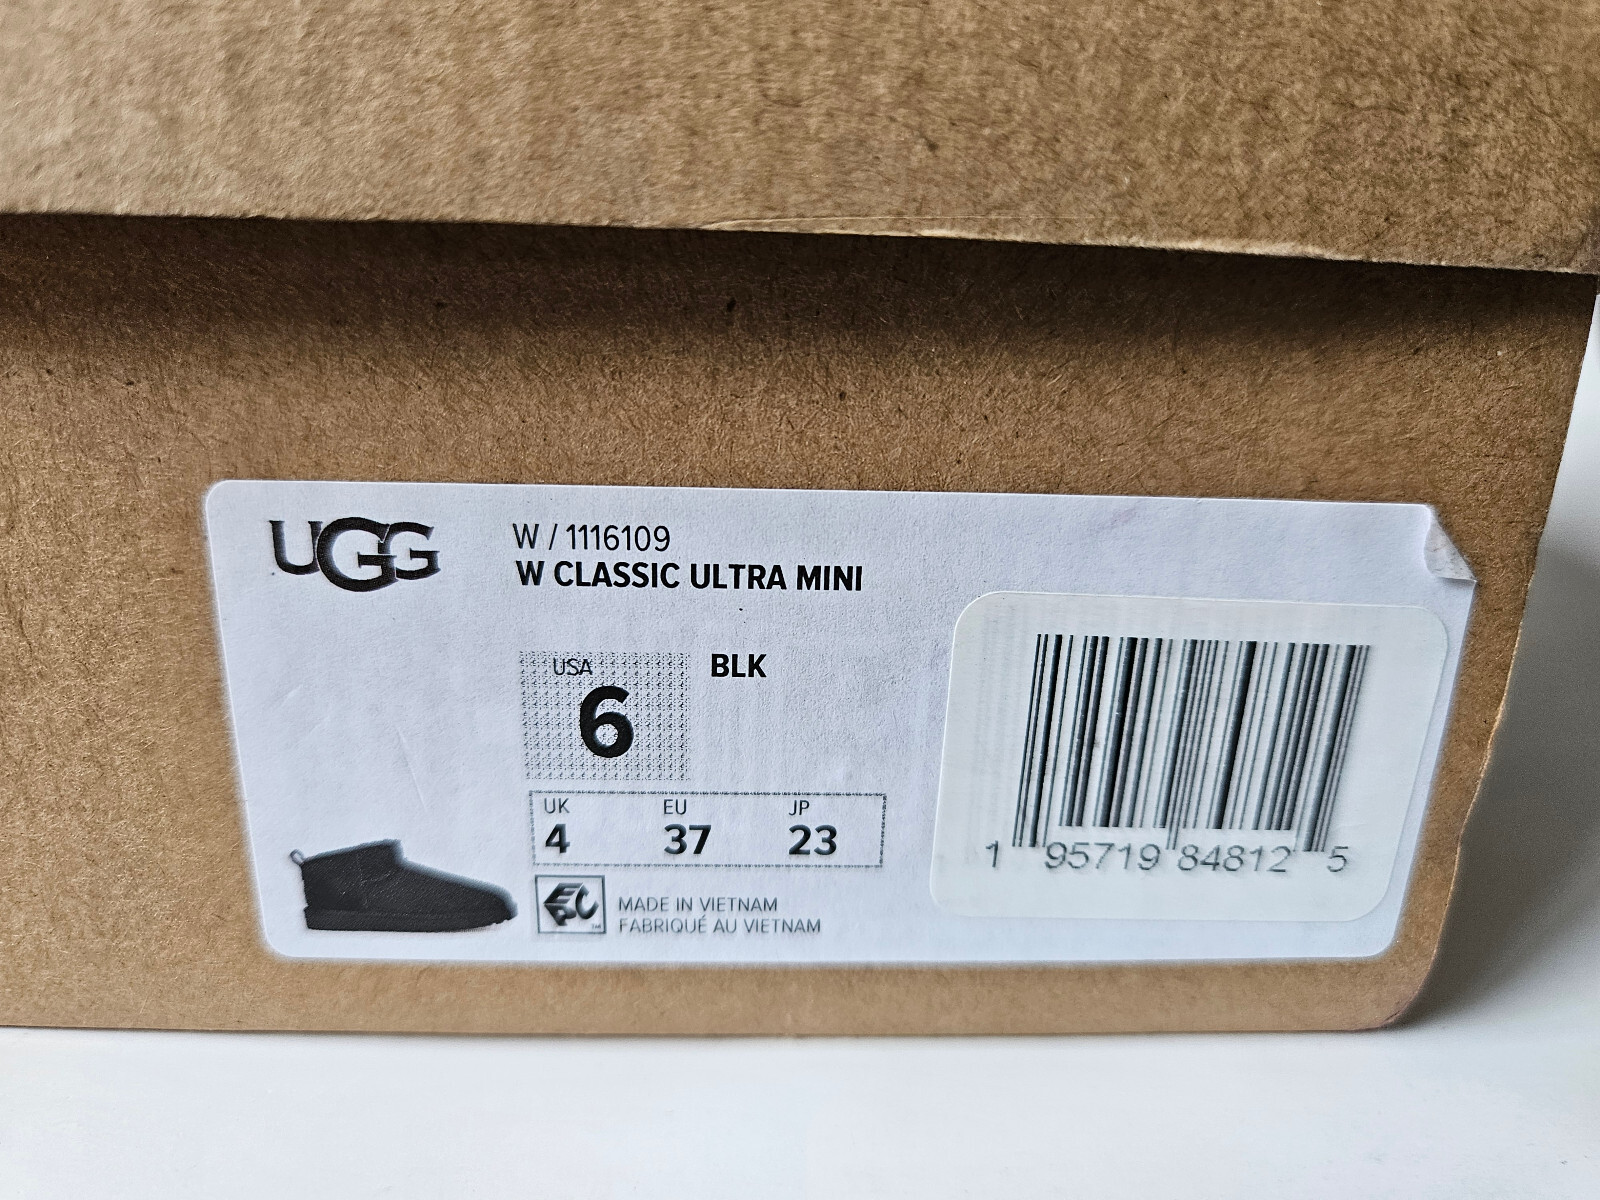 UGG
W / 1116109
W CLASSIC ULTRA MINI
USA
6
BLK
UK EU JP
4 37 23
MADE IN VIETNAM
FABRIQUÉ AU VIETNAM
1 95719 84812 5